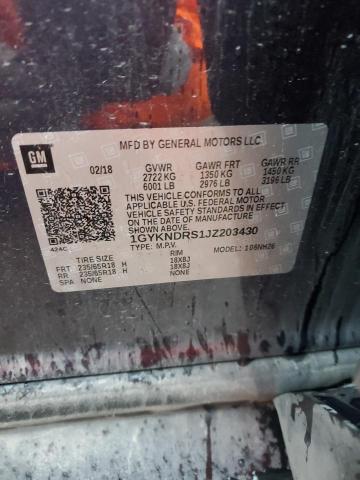 GM
MFD BY GENERAL MOTORS LLC
02/18 GVWR GAWR FRT GAWR RR
2722 KG 1350 KG 1450 KG
6001 LB 2976 LB 3196 LB
THIS VEHICLE CONFORMS TO ALL
APPLICABLE U.S. FEDERAL MOTOR
VEHICLE SAFETY STANDARDS IN EFFECT
ON THE DATE OF MANUFACTURE
SHOWN ABOVE.
1GYKNDRS1JZ203430
TYPE: M.P.V. MODEL: 106NH26
424C
TIRE SIZE RIM
FRT 235/65R18 H 18X8J
RR 235/65R18 H 18X8J
SPA NONE NONE